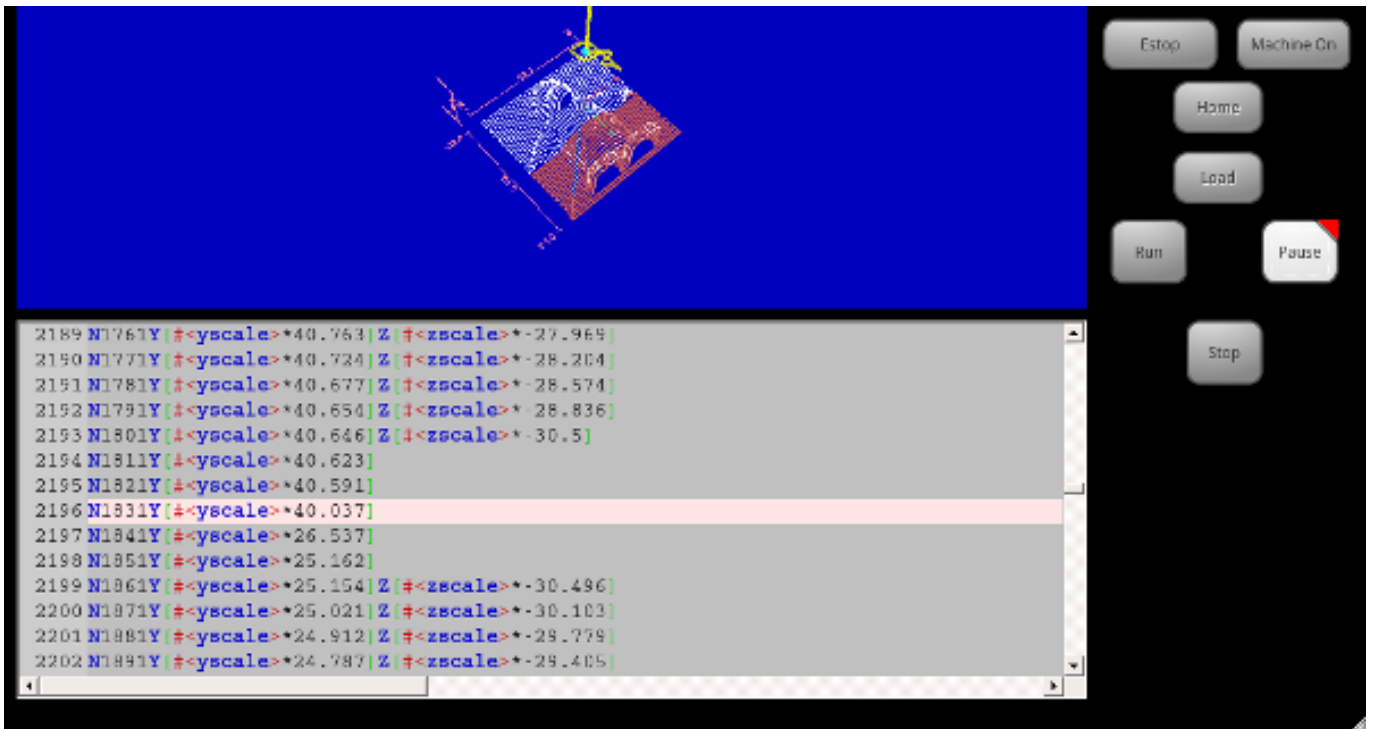 Estop
Machine On
Home
Load
Run
Pause
Stop
2189 N1761Y[#<yscale>*40.763]Z[#<zscale>*-27.969]
2190 N1771Y[#<yscale>*40.724]Z[#<zscale>*-28.204]
2191 N1781Y[#<yscale>*40.677]Z[#<zscale>*-28.574]
2192 N1791Y[#<yscale>*40.654]Z[#<zscale>*-28.836]
2193 N1801Y[#<yscale>*40.646]Z[#<zscale>*-30.5]
2194 N1811Y[#<yscale>*40.623]
2195 N1821Y[#<yscale>*40.591]
2196 N1831Y[#<yscale>*40.037]
2197 N1841Y[#<yscale>*26.537]
2198 N1851Y[#<yscale>*25.162]
2199 N1861Y[#<yscale>*25.154]Z[#<zscale>*-30.496]
2200 N1871Y[#<yscale>*25.021]Z[#<zscale>*-30.103]
2201 N1881Y[#<yscale>*24.912]Z[#<zscale>*-29.779]
2202 N1891Y[#<yscale>*24.787]Z[#<zscale>*-29.405]